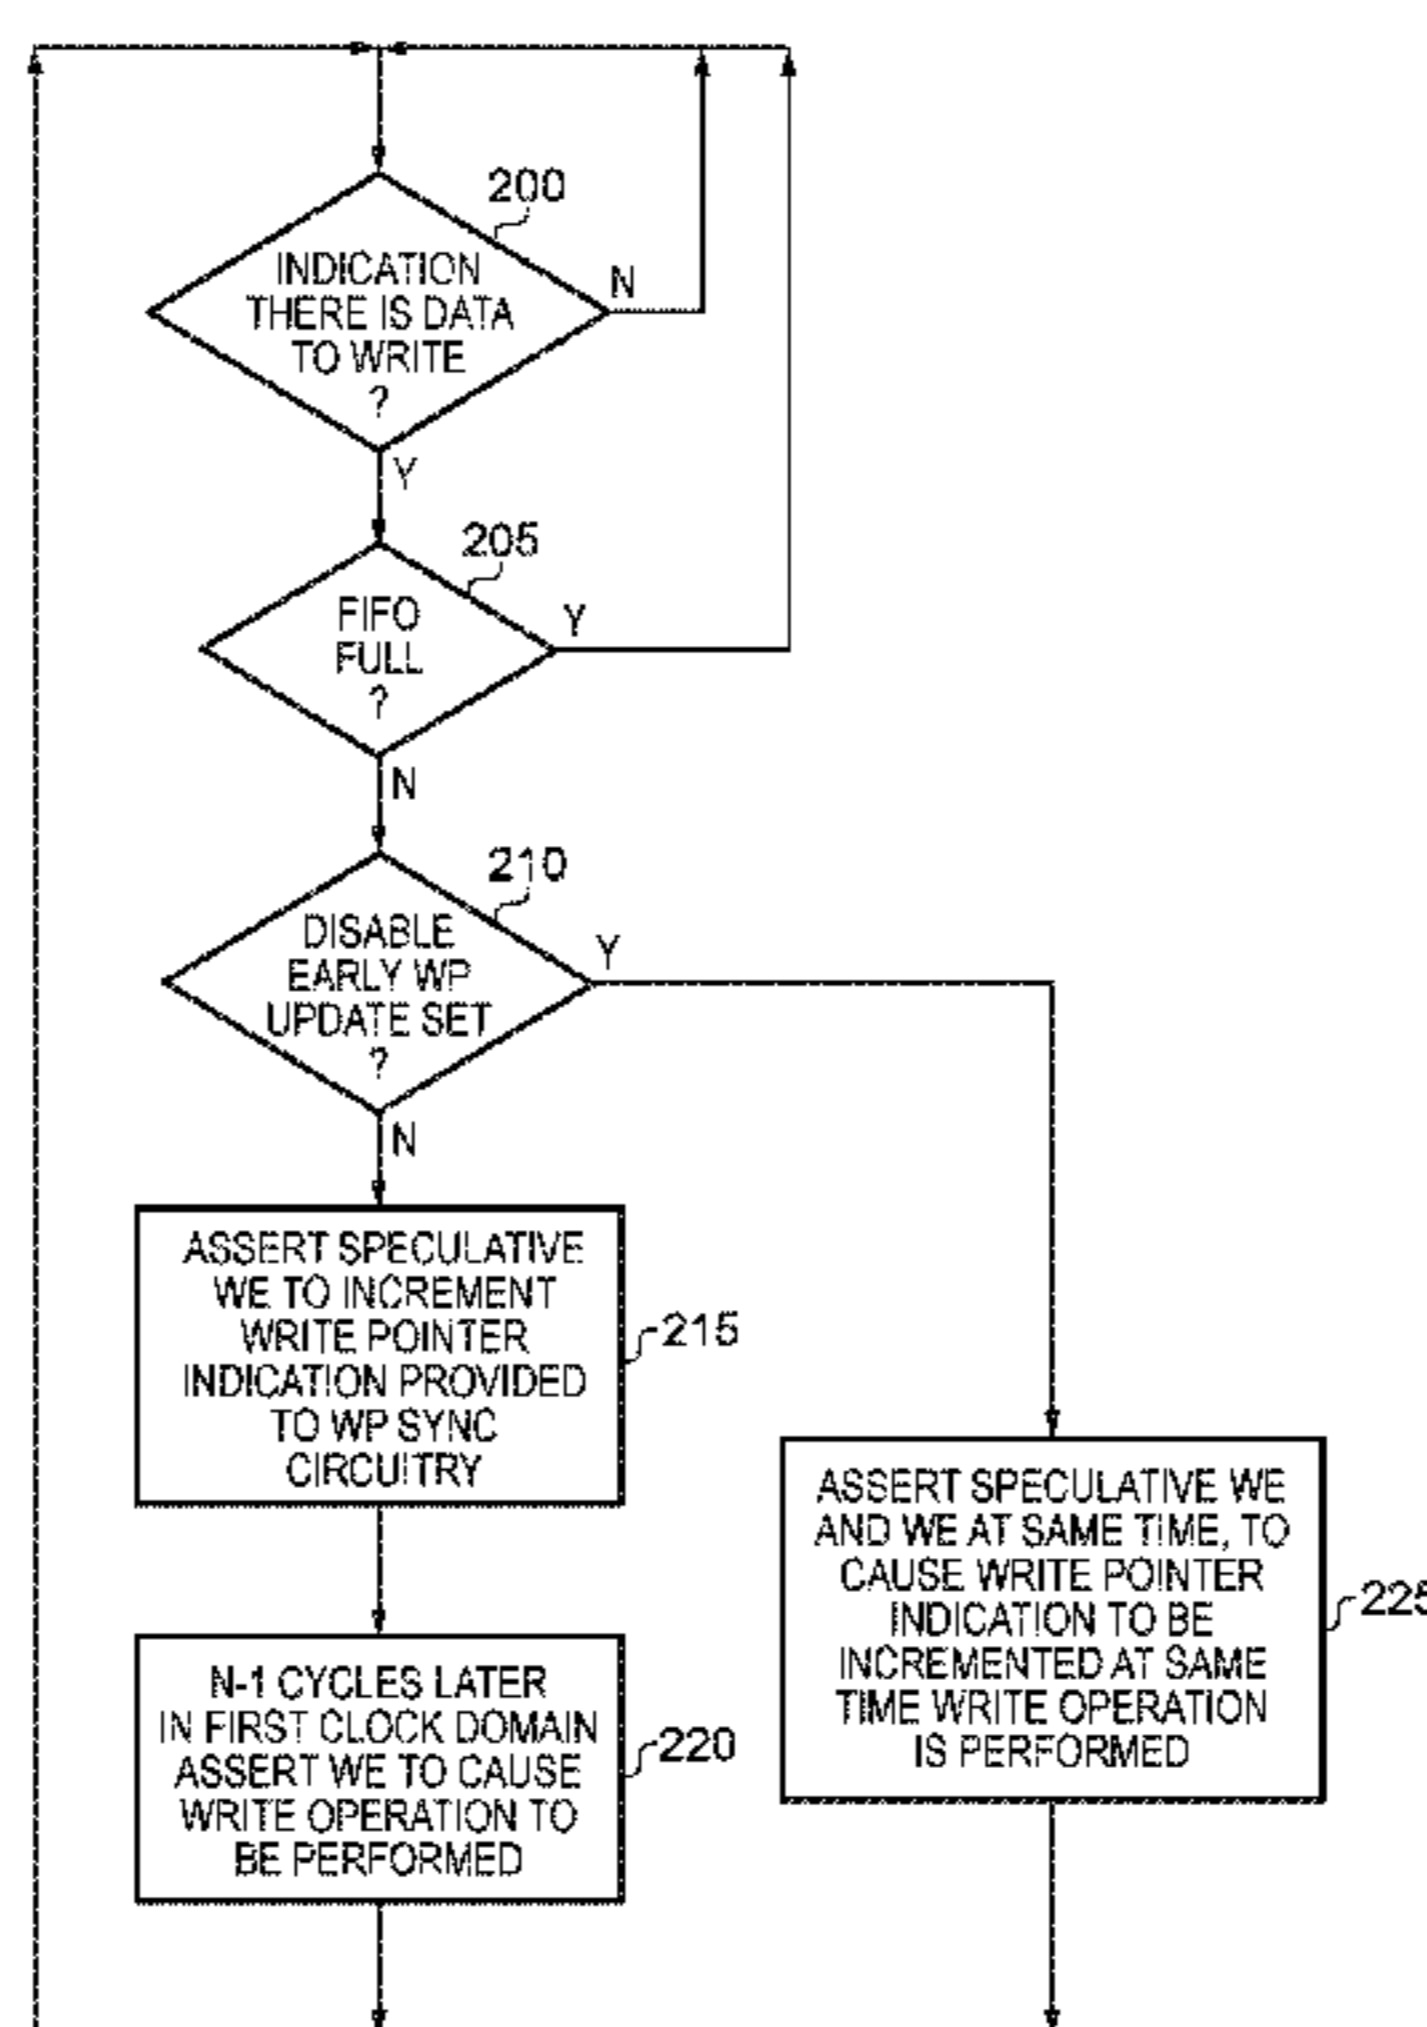 200
INDICATION
THERE IS DATA
TO WRITE
?
N
Y
205
FIFO
FULL
?
Y
N
210
DISABLE
EARLY WP
UPDATE SET
?
Y
N
ASSERT SPECULATIVE
WE TO INCREMENT
WRITE POINTER
INDICATION PROVIDED
TO WP SYNC
CIRCUITRY
215
ASSERT SPECULATIVE WE
AND WE AT SAME TIME, TO
CAUSE WRITE POINTER
INDICATION TO BE
INCREMENTED AT SAME
TIME WRITE OPERATION
IS PERFORMED
225
N-1 CYCLES LATER
IN FIRST CLOCK DOMAIN
ASSERT WE TO CAUSE
WRITE OPERATION TO
BE PERFORMED
220